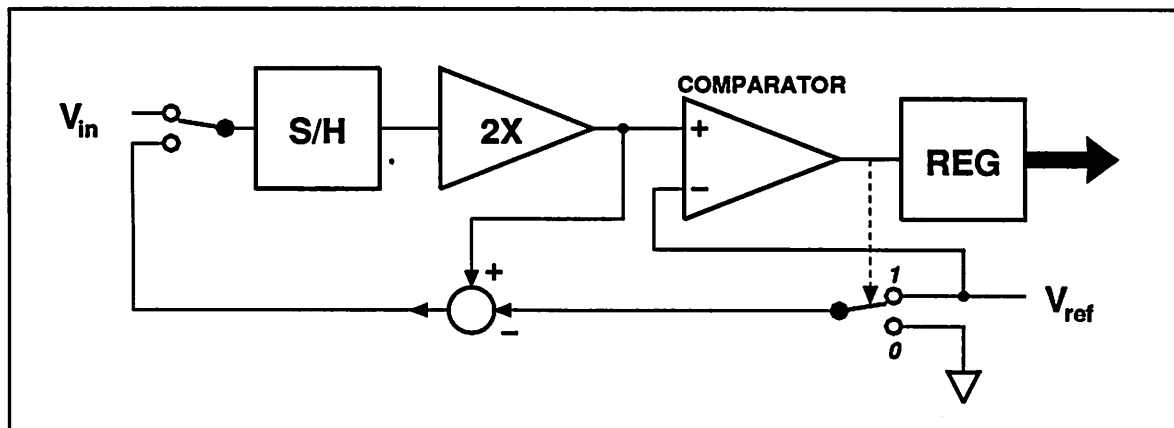 COMPARATOR
V_in
S/H
2X
+
−
REG
+
−
1
0
V_ref